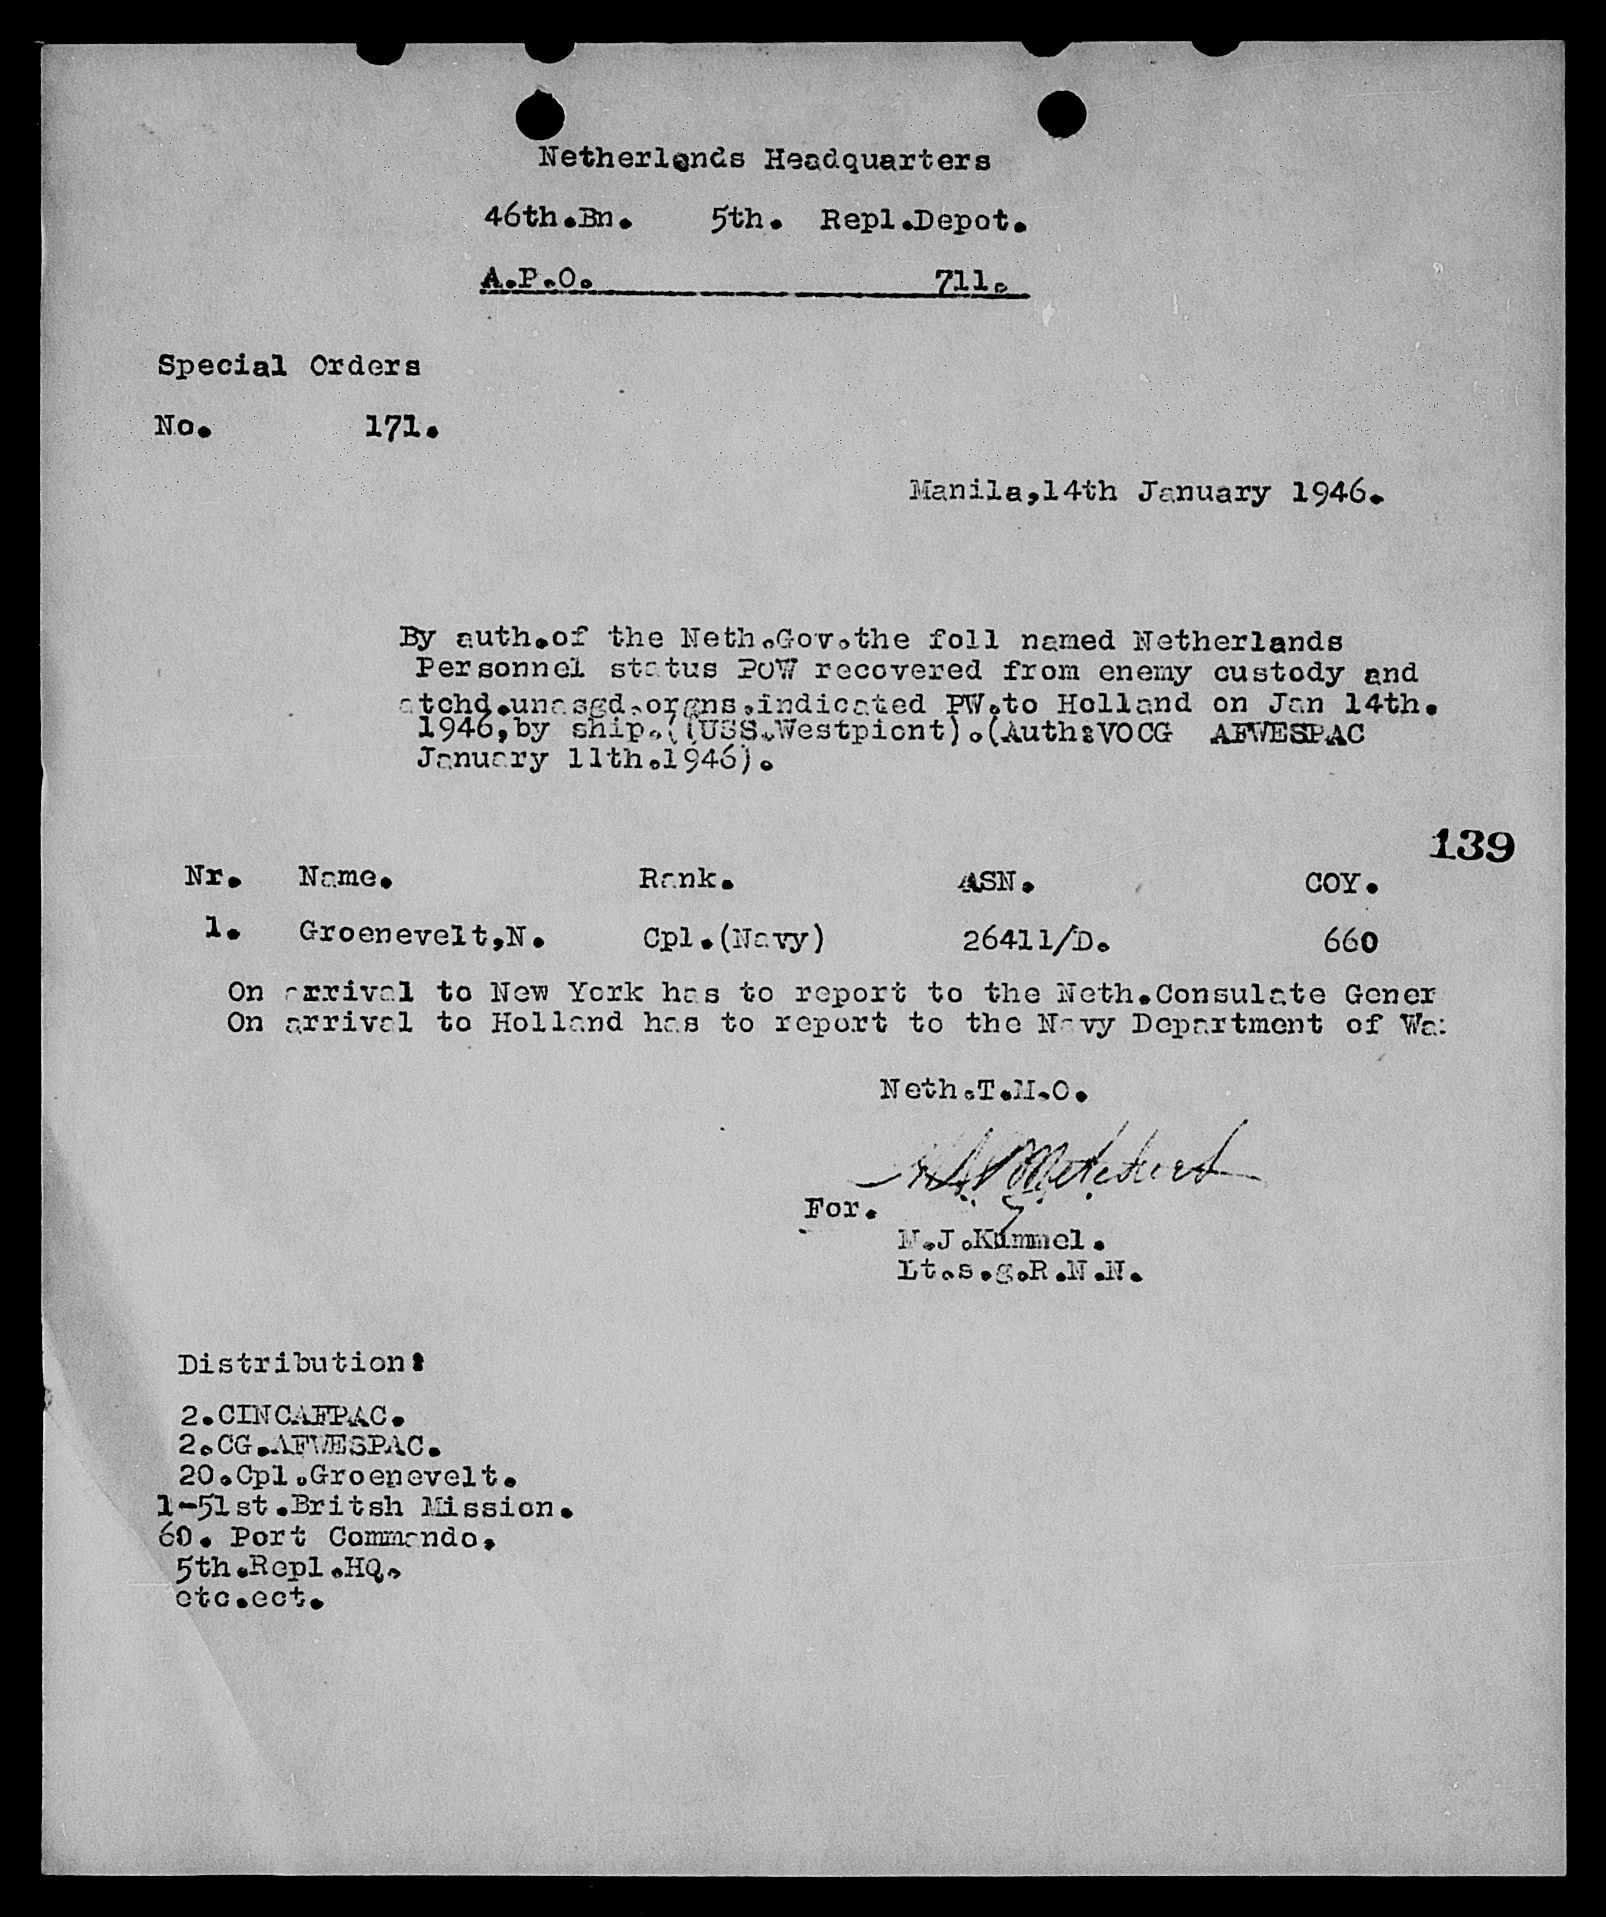 Netherlands Headquarters
46th.Bn. 5th. Repl.Depot.
A.P.O. 711.
Special Orders
No. 171.
Manila,14th January 1946.
By auth.of the Neth.Gov.the foll named Netherlands
Personnel status PoW recovered from enemy custody and
atchd.unasgd.orgns.indicated PW.to Holland on Jan 14th.
1946,by ship.((USS.Westpiont).(Auth:VOCG AFWESPAC
January 11th.1946).
139
Nr. Name. Rank. ASN. COY.
1. Groenevelt,N. Cpl.(Navy) 26411/D. 660
On arrival to New York has to report to the Neth.Consulate Gener
On arrival to Holland has to report to the Navy Department of Wa
Neth.T.M.O.
For.
N.J.Kummel.
Lt.s.g.R.N.N.
Distribution:
2.CINCAFPAC.
2.CG.AFWESPAC.
20.Cpl.Groenevelt.
1-51st.Britsh Mission.
60. Port Commando.
5th.Repl.HQ.
etc.ect.